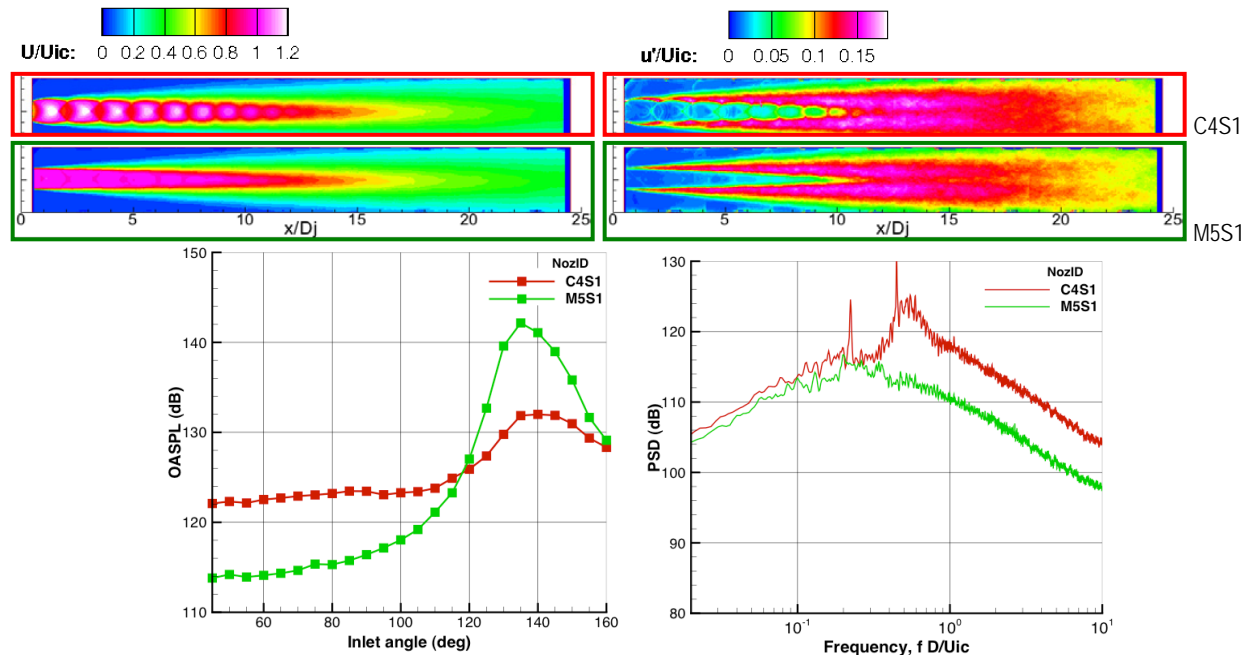 U/Uic: 0 0.2 0.4 0.6 0.8 1 1.2
u'/Uic: 0 0.05 0.1 0.15
C4S1
0 5 10 15 20 25
x/Dj
0 5 10 15 20 25
x/Dj
M5S1
150
140
130
120
110
OASPL (dB)
NozID
C4S1
M5S1
60 80 100 120 140 160
Inlet angle (deg)
130
120
110
100
90
80
PSD (dB)
NozID
C4S1
M5S1
10-1 100 101
Frequency, f D/Uic